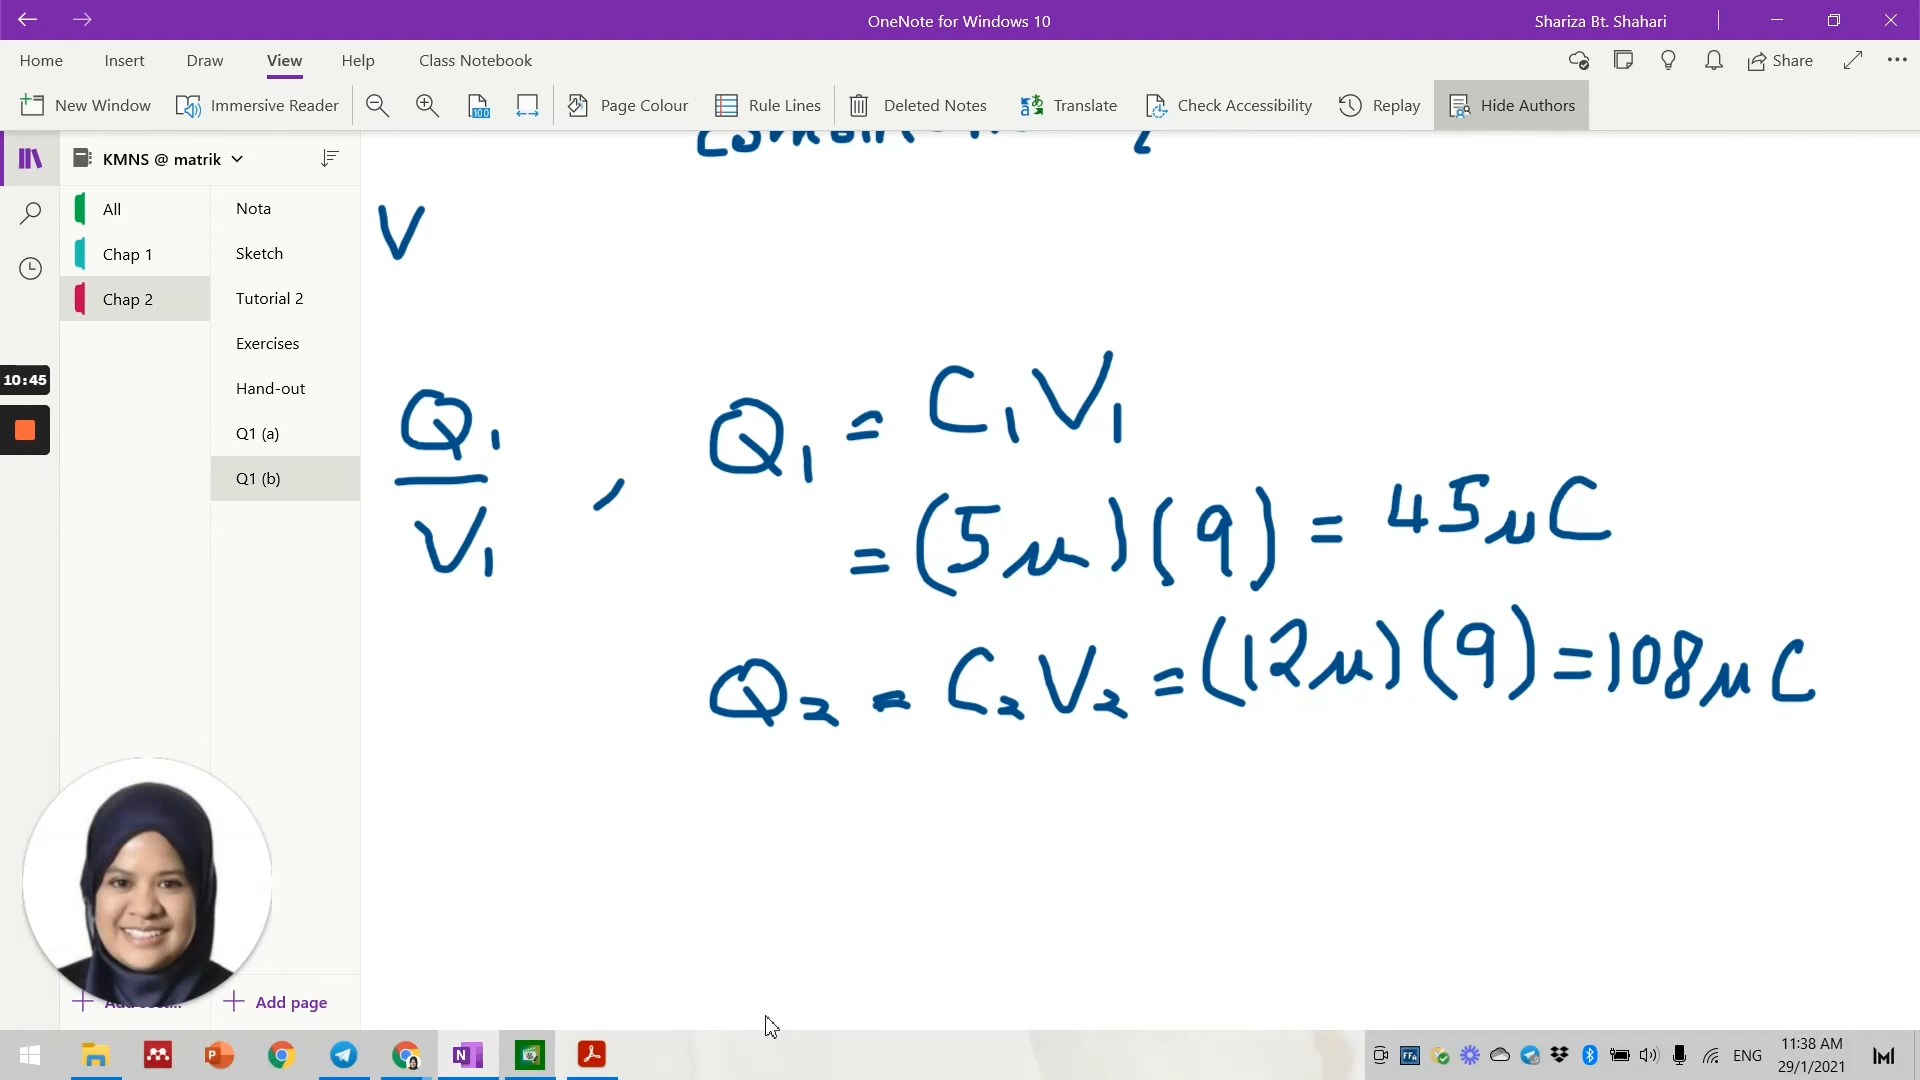 OneNote for Windows 10
Shariza Bt. Shahari
Home Insert Draw View Help Class Notebook
Share
New Window Immersive Reader 100 Page Colour Rule Lines Deleted Notes Translate Check Accessibility Replay Hide Authors
KMNS @ matrik
All
Chap 1
Chap 2
Nota
Sketch
Tutorial 2
Exercises
Hand-out
Q1 (a)
Q1 (b)
10:45
V
Q1
V1
,
Q1 = C1V1
= (5μ)(9) = 45μC
Q2 = C2V2 = (12μ)(9) = 108μC
Add page
ENG
11:38 AM
29/1/2021